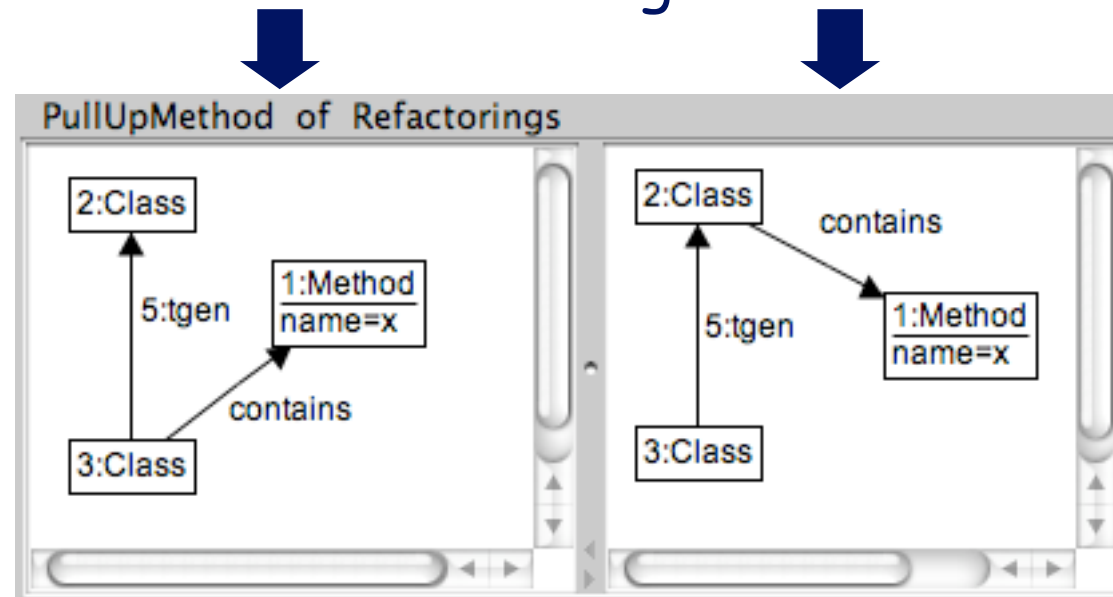 PullUpMethod of Refactorings
2:Class
5:tgen
1:Method
name=x
contains
3:Class
2:Class
contains
5:tgen
1:Method
name=x
3:Class